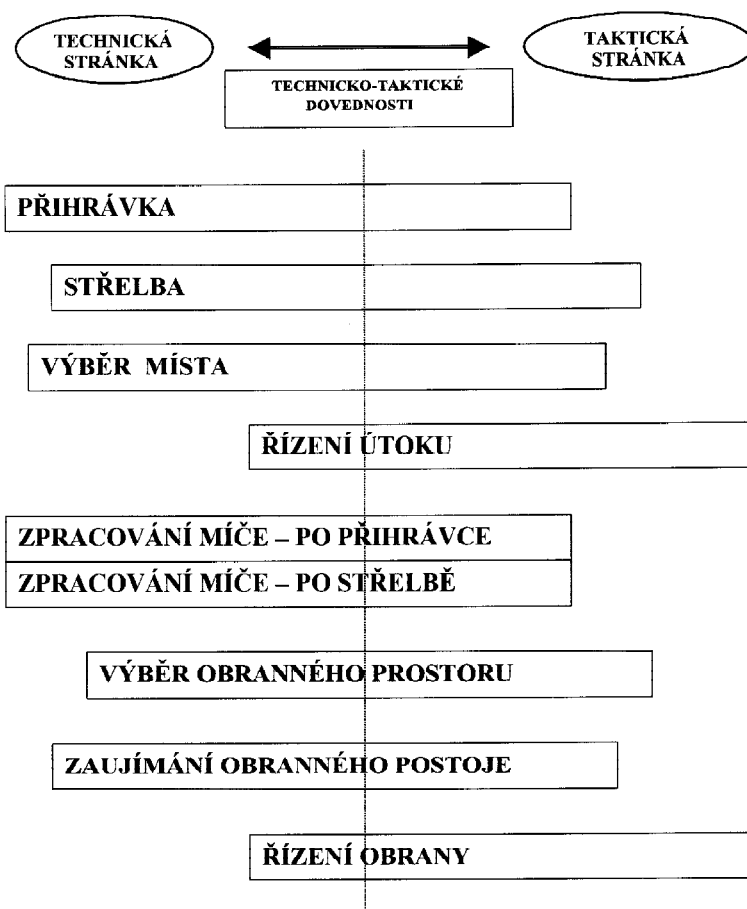 TECHNICKÁ
STRÁNKA
TAKTICKÁ
STRÁNKA
TECHNICKO-TAKTICKÉ
DOVEDNOSTI
PŘIHRÁVKA
STŘELBA
VÝBĚR MÍSTA
ŘÍZENÍ ÚTOKU
ZPRACOVÁNÍ MÍČE – PO PŘIHRÁVCE
ZPRACOVÁNÍ MÍČE – PO STŘELBĚ
VÝBĚR OBRANNÉHO PROSTORU
ZAUJÍMÁNÍ OBRANNÉHO POSTOJE
ŘÍZENÍ OBRANY